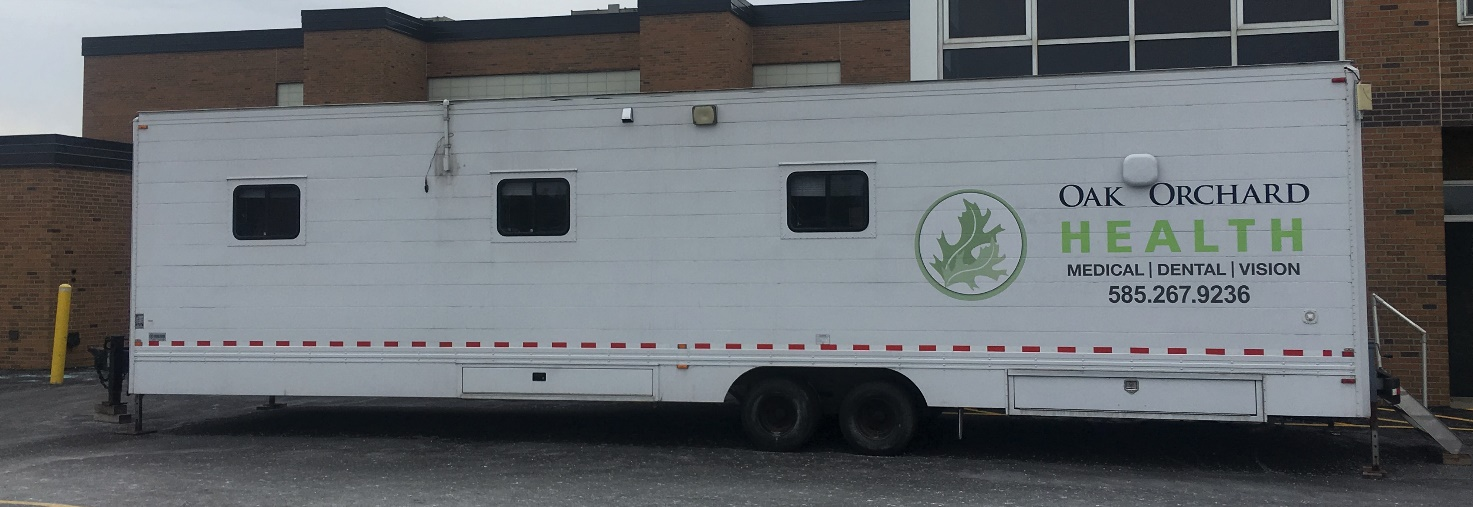 OAK ORCHARD
HEALTH
MEDICAL | DENTAL | VISION
585.267.9236